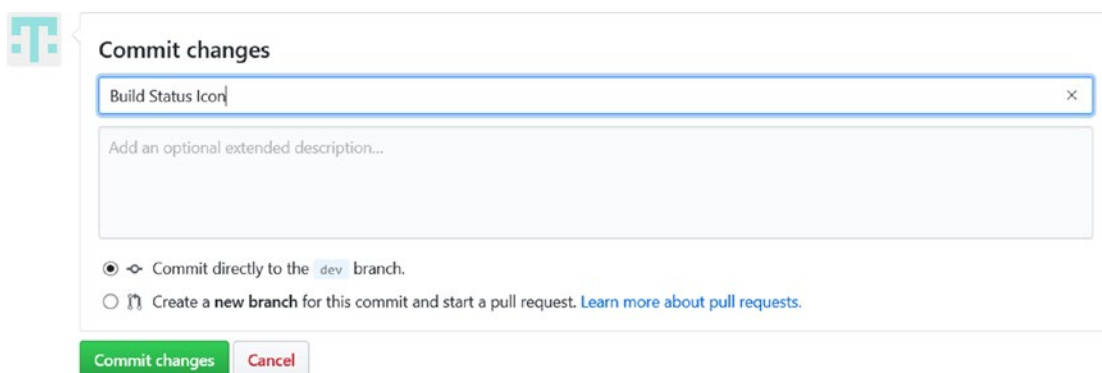 Commit changes
Build Status Icon
Add an optional extended description...
Commit directly to the dev branch.
Create a new branch for this commit and start a pull request. Learn more about pull requests.
Commit changes Cancel